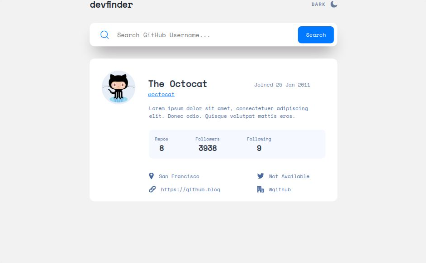 devfinder
DARK
Search GitHub Username...
Search
The Octocat
Joined 25 Jan 2011
@octocat
Lorem ipsum dolor sit amet, consectetuer adipiscing
elit. Donec odio. Quisque volutpat mattis eros.
Repos Followers Following
8 3938 9
San Francisco Not Available
https://github.blog @github